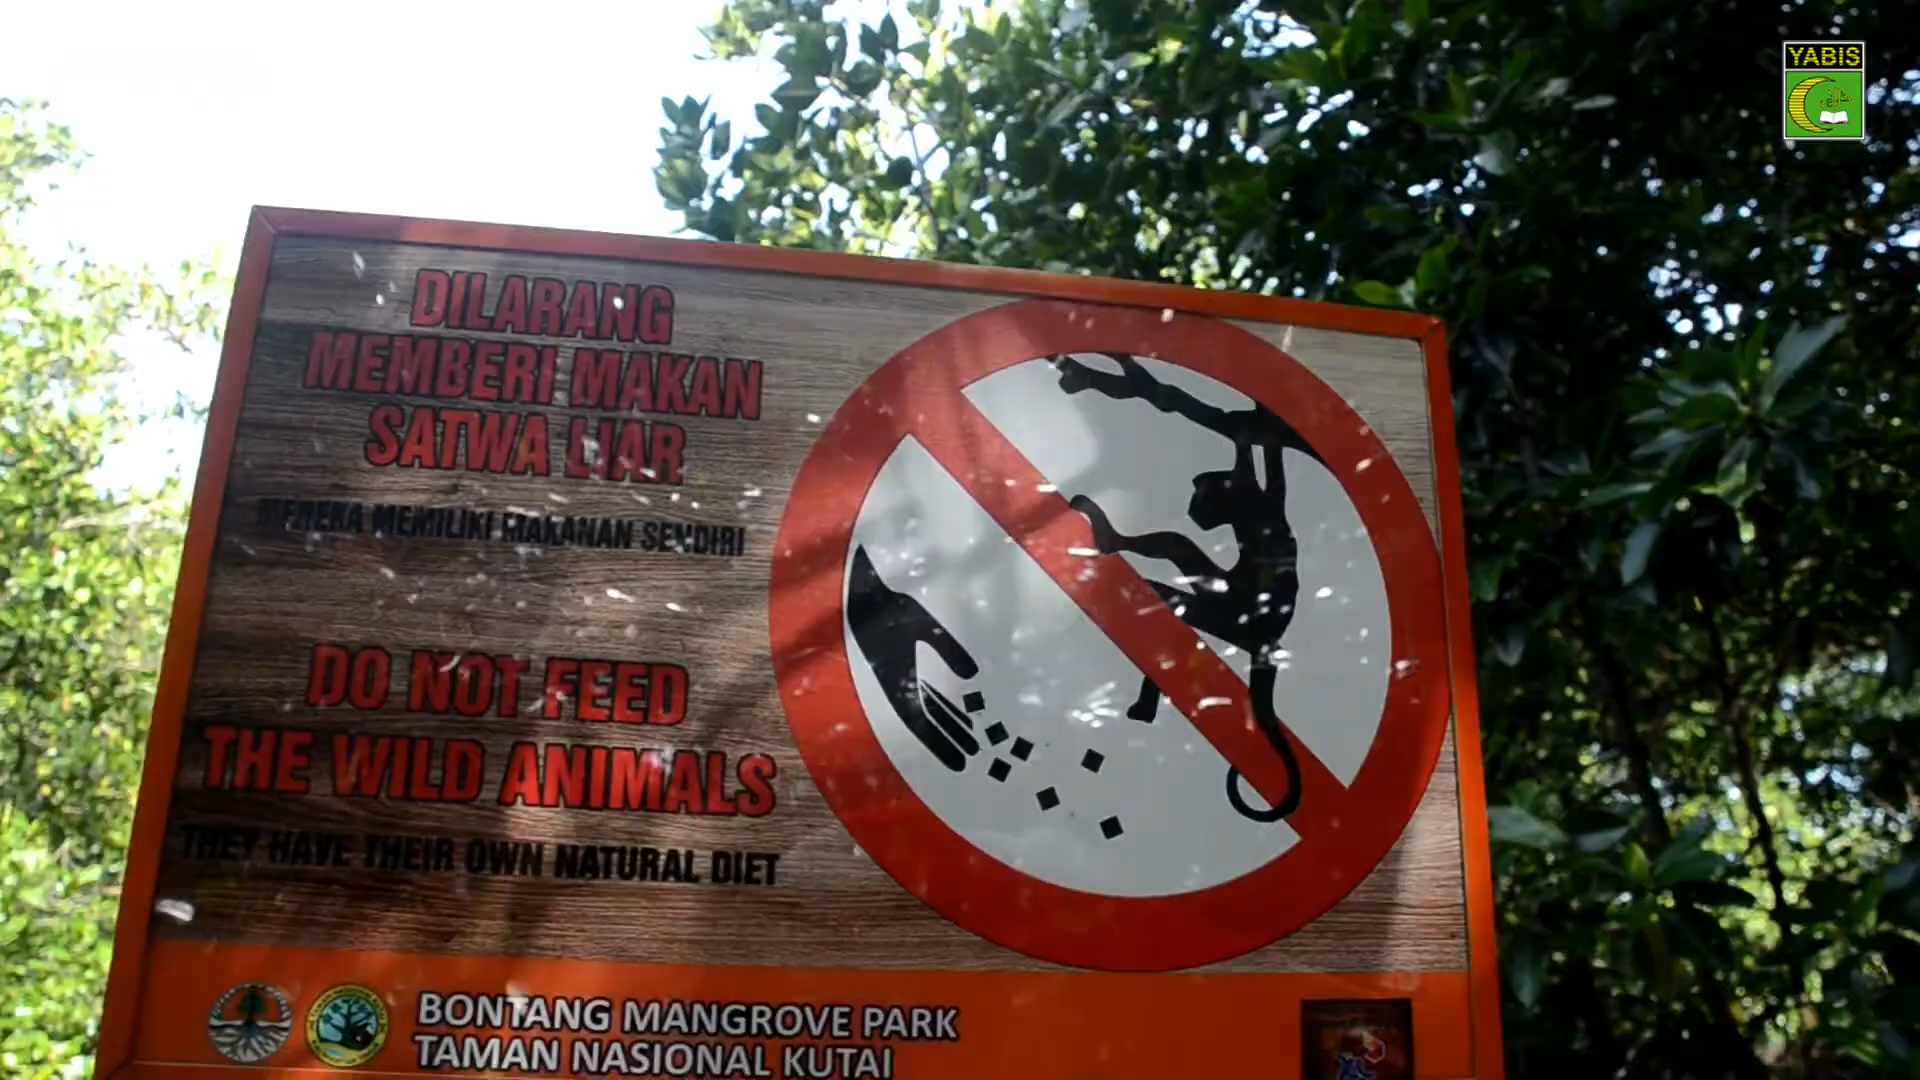 YABIS
DILARANG
MEMBERI MAKAN
SATWA LIAR
MEREKA MEMILIKI MAKANAN SENDIRI
DO NOT FEED
THE WILD ANIMALS
THEY HAVE THEIR OWN NATURAL DIET
BONTANG MANGROVE PARK
TAMAN NASIONAL KUTAI